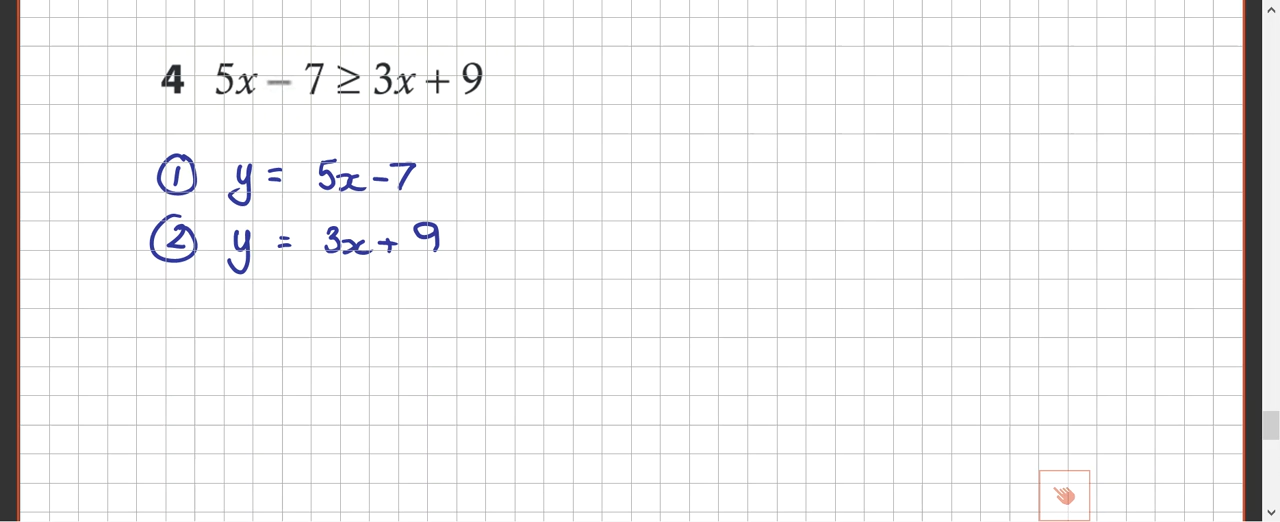 4 5x – 7 ≥ 3x + 9
① y = 5x - 7
② y = 3x + 9